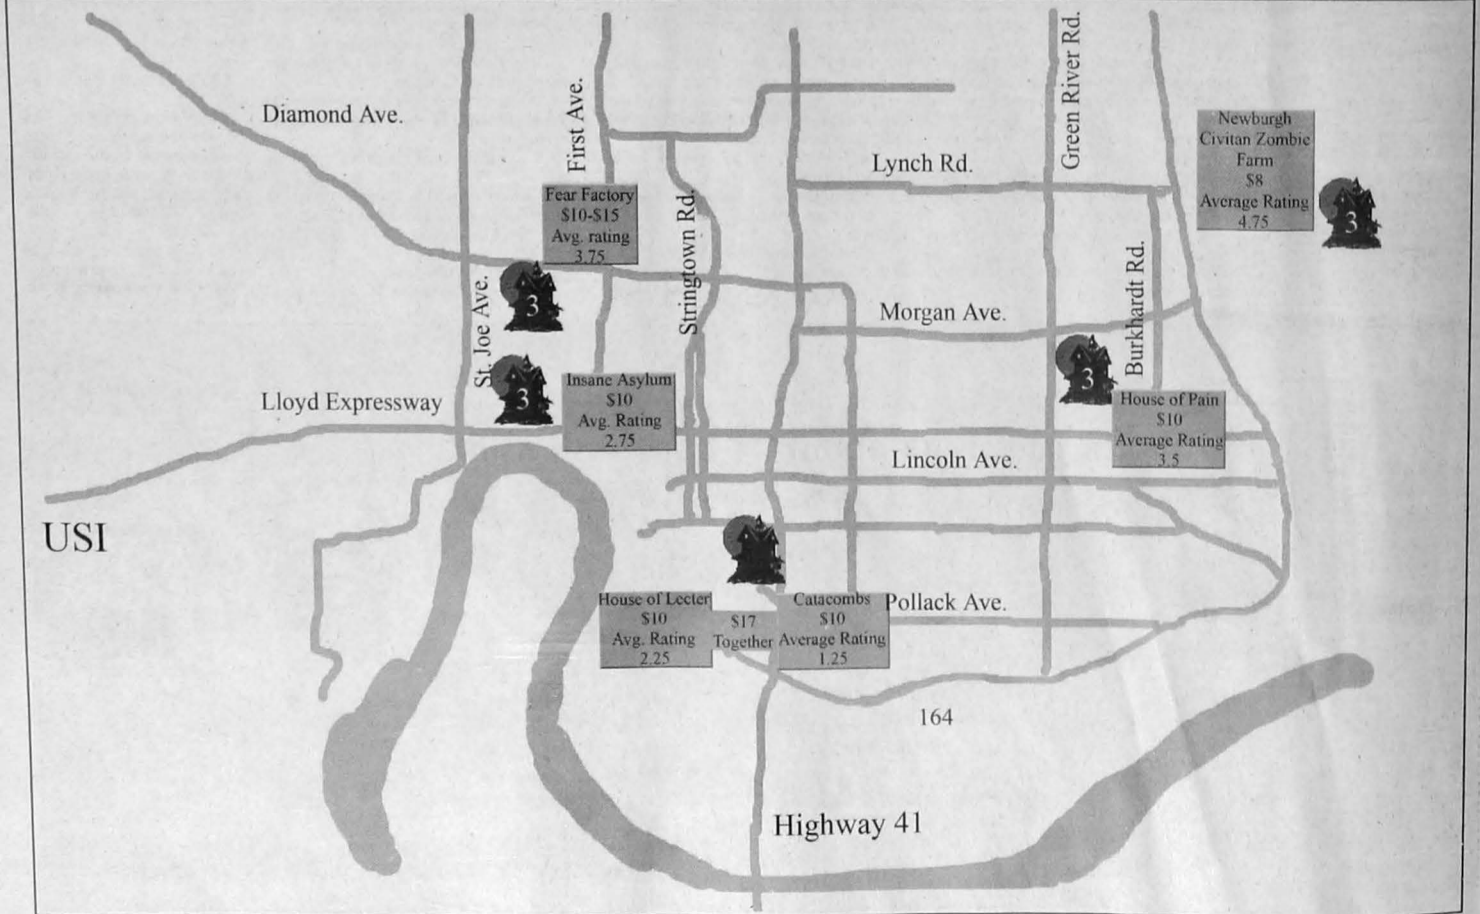 Diamond Ave.
First Ave.
Green River Rd.
Newburgh
Civitan Zombie
Farm
$8
Average Rating
4.75
3
Lynch Rd.
Fear Factory
$10-$15
Avg. rating
3.75
3
Stringtown Rd.
St. Joe Ave.
Morgan Ave.
Burkhardt Rd.
3
Lloyd Expressway
3
Insane Asylum
$10
Avg. Rating
2.75
House of Pain
$10
Average Rating
3.5
Lincoln Ave.
USI
House of Lecter
$10
Avg. Rating
2.25
$17
Together
Catacombs
$10
Average Rating
1.25
Pollack Ave.
164
Highway 41